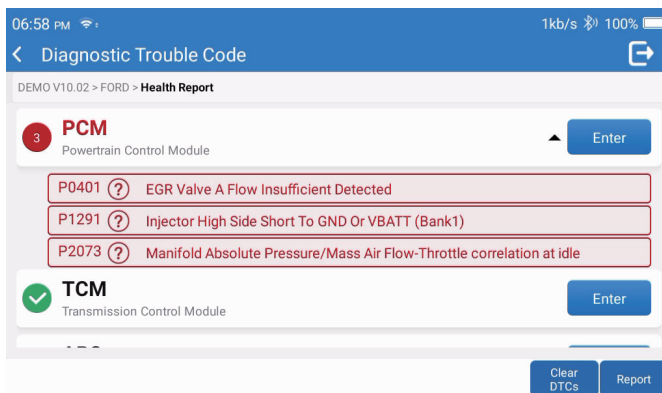 06:58 PM
1kb/s 100%
Diagnostic Trouble Code
DEMO V10.02 > FORD > Health Report
3
PCM
Powertrain Control Module
Enter
P0401 ? EGR Valve A Flow Insufficient Detected
P1291 ? Injector High Side Short To GND Or VBATT (Bank1)
P2073 ? Manifold Absolute Pressure/Mass Air Flow-Throttle correlation at idle
TCM
Transmission Control Module
Enter
Clear
DTCs
Report